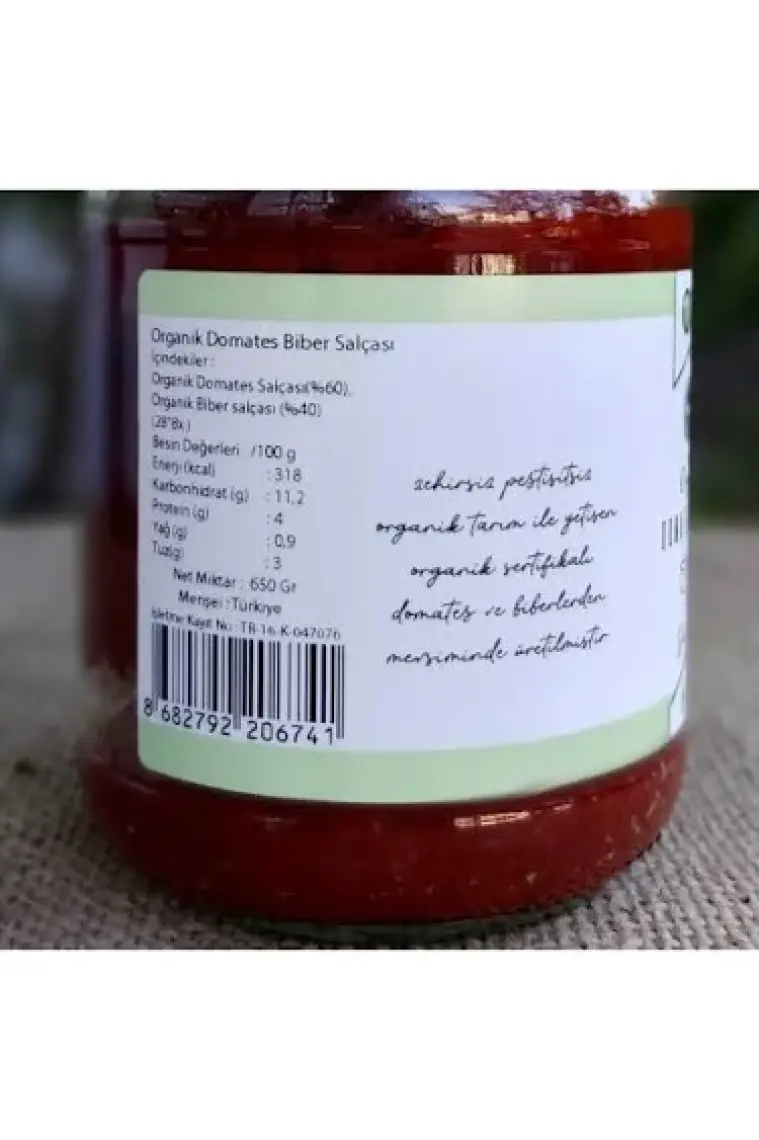 Organik Domates Biber Salçası
İçindekiler :
Organik Domates Salçası(%60),
Organik Biber salçası (%40)
(28°Bx)
Besin Değerleri /100 g
Enerji (kcal) : 318
Karbonhidrat (g) : 11,2
Protein (g) : 4
Yağ (g) : 0,9
Tuz(g) : 3
Net Miktar : 650 Gr
Menşei : Türkiye
İşletme Kayıt No : TR-16-K-047076
8 682792 206741
zehirsiz pestisitsiz
organik tarım ile yetişen
organik sertifikalı
domates ve biberlerden
mevsiminde üretilmiştir